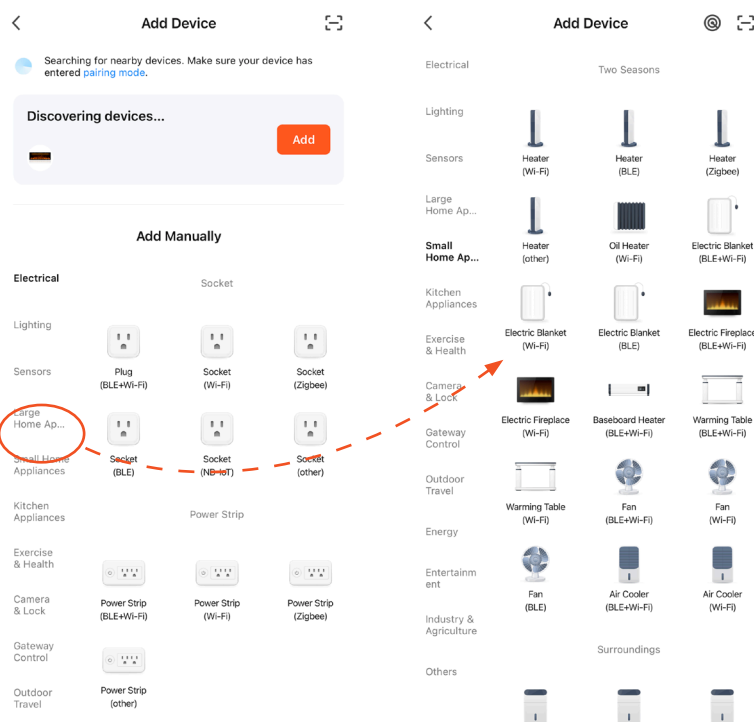 Add Device
Searching for nearby devices. Make sure your device has
entered pairing mode.
Discovering devices...
Add
Add Manually
Electrical
Lighting
Sensors
Large
Home Ap...
Small Home
Appliances
Kitchen
Appliances
Exercise
& Health
Camera
& Lock
Gateway
Control
Outdoor
Travel
Socket
Plug
(BLE+Wi-Fi)
Socket
(Wi-Fi)
Socket
(Zigbee)
Socket
(BLE)
Socket
(NB-IoT)
Socket
(other)
Power Strip
Power Strip
(BLE+Wi-Fi)
Power Strip
(Wi-Fi)
Power Strip
(Zigbee)
Power Strip
(other)
Add Device
Electrical
Lighting
Sensors
Large
Home Ap...
Small
Home Ap...
Kitchen
Appliances
Exercise
& Health
Camera
& Lock
Gateway
Control
Outdoor
Travel
Energy
Entertainm
ent
Industry &
Agriculture
Others
Two Seasons
Heater
(Wi-Fi)
Heater
(BLE)
Heater
(Zigbee)
Heater
(other)
Oil Heater
(Wi-Fi)
Electric Blanket
(BLE+Wi-Fi)
Electric Blanket
(Wi-Fi)
Electric Blanket
(BLE)
Electric Fireplace
(BLE+Wi-Fi)
Electric Fireplace
(Wi-Fi)
Baseboard Heater
(BLE+Wi-Fi)
Warming Table
(BLE+Wi-Fi)
Warming Table
(Wi-Fi)
Fan
(BLE+Wi-Fi)
Fan
(Wi-Fi)
Fan
(BLE)
Air Cooler
(BLE+Wi-Fi)
Air Cooler
(Wi-Fi)
Surroundings